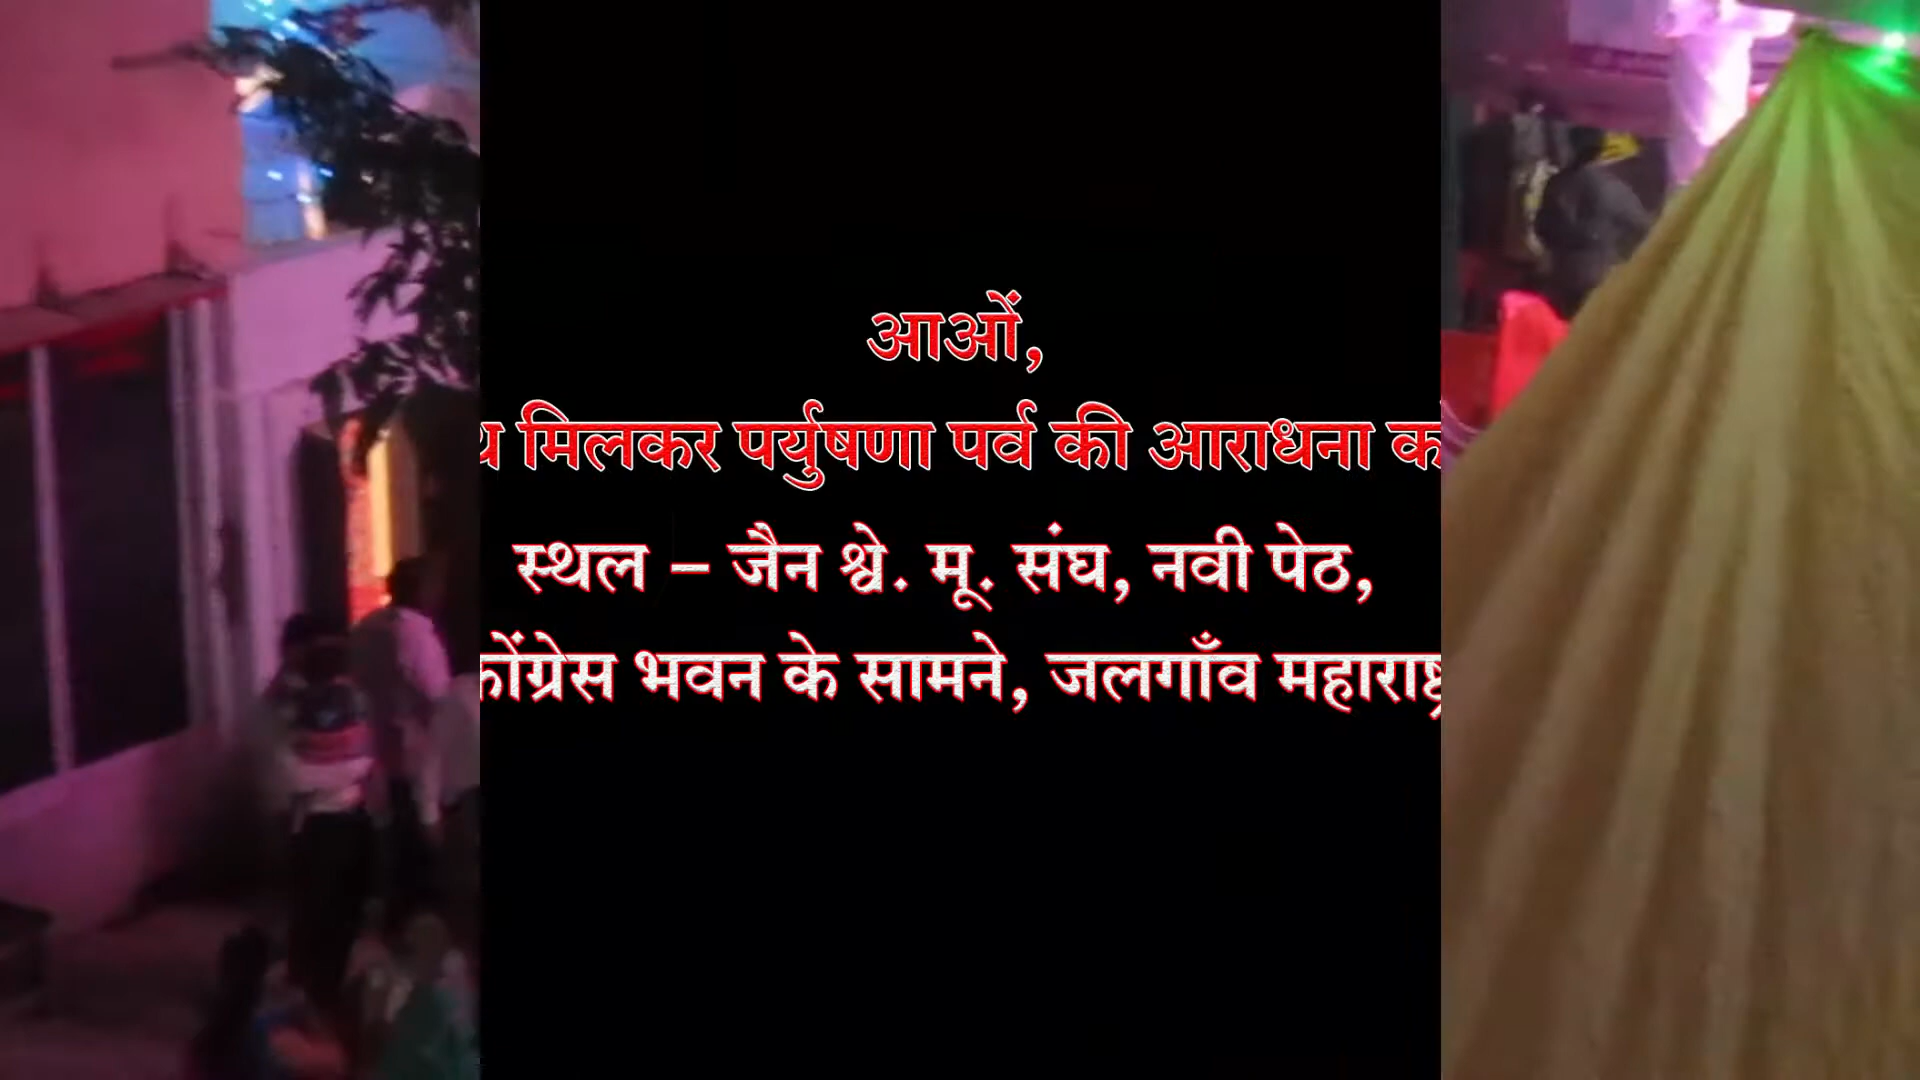 आओं,
मिलकर पर्युषणा पर्व की आराधना
स्थल – जैन श्वे. मू. संघ, नवी पेठ,
भवन के सामने, जलगाँव